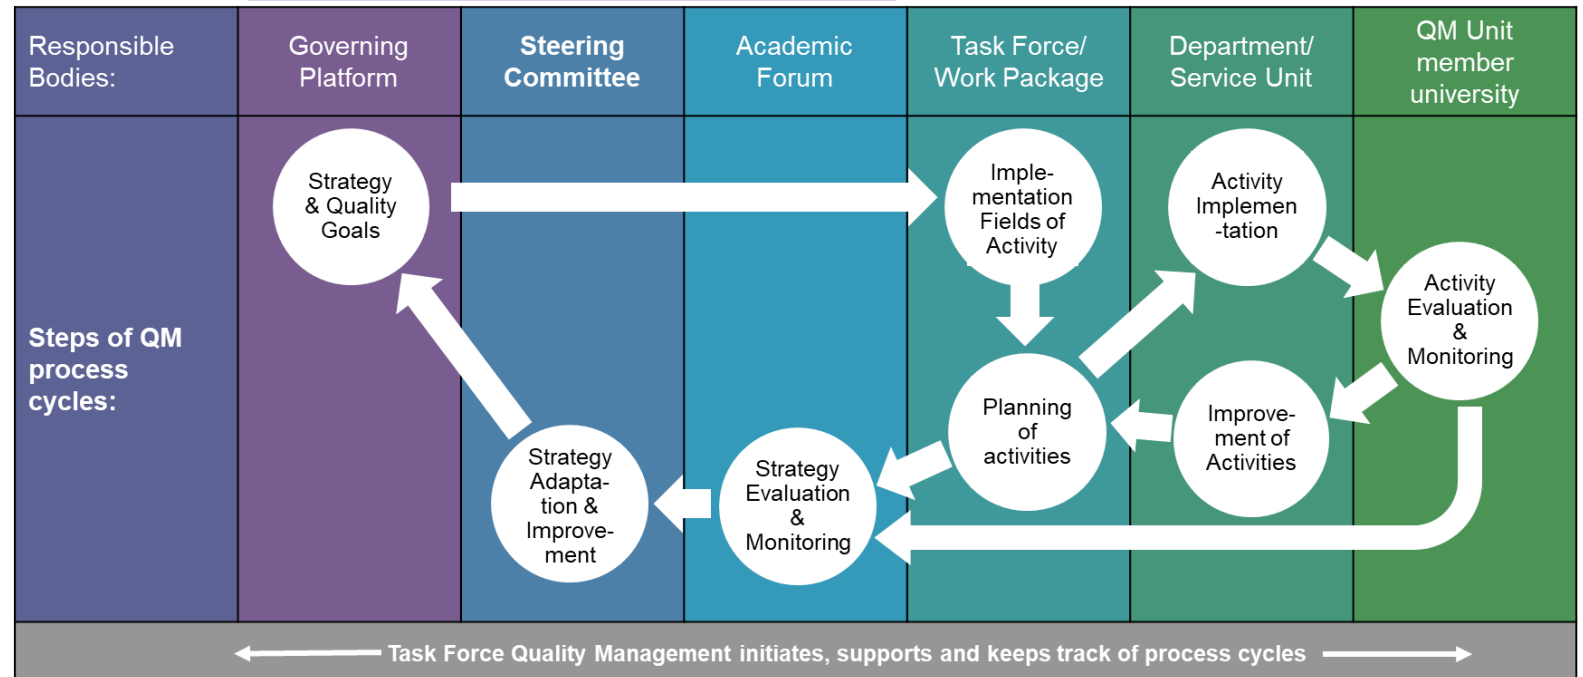 Responsible
Bodies:
Governing
Platform
Steering
Committee
Academic
Forum
Task Force/
Work Package
Department/
Service Unit
QM Unit
member
university
Steps of QM
process
cycles:
Strategy
& Quality
Goals
Imple-
mentation
Fields of
Activity
Activity
Implemen
-tation
Activity
Evaluation
&
Monitoring
Planning
of
activities
Improve-
ment of
Activities
Strategy
Adapta-
tion &
Improve-
ment
Strategy
Evaluation
&
Monitoring
Task Force Quality Management initiates, supports and keeps track of process cycles